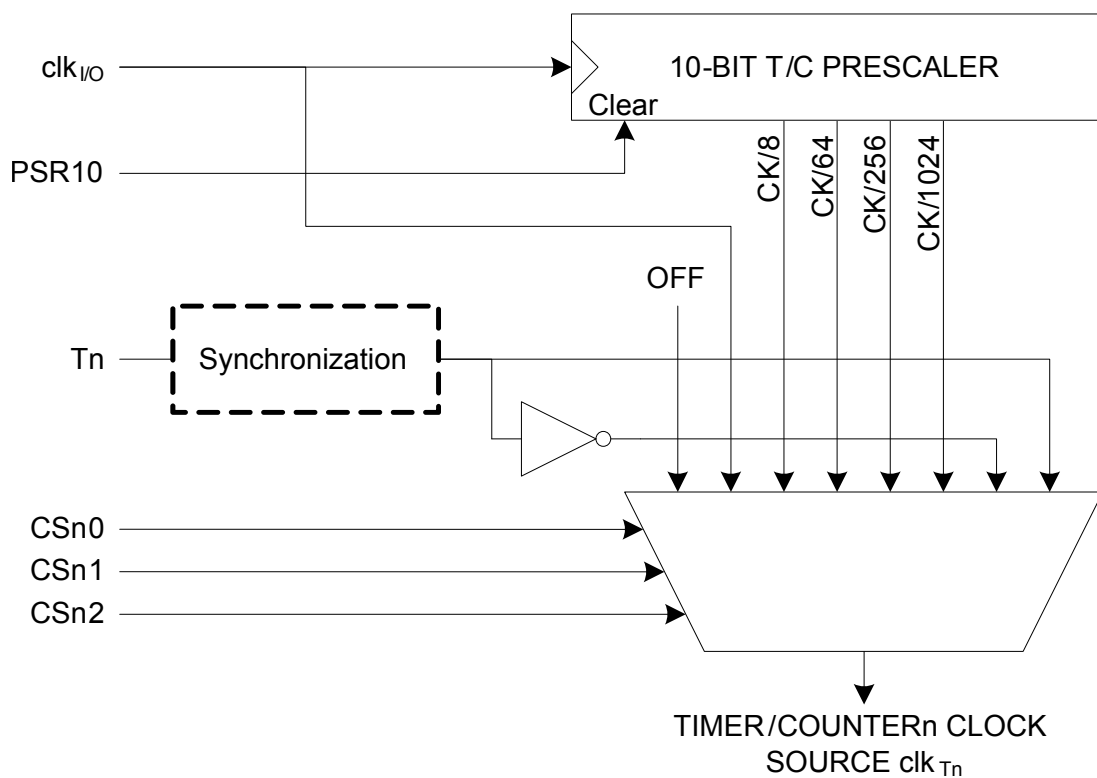 clkI/O
10-BIT T/C PRESCALER
Clear
PSR10
CK/8
CK/64
CK/256
CK/1024
OFF
Tn
Synchronization
CSn0
CSn1
CSn2
TIMER/COUNTERn CLOCK
SOURCE clkTn